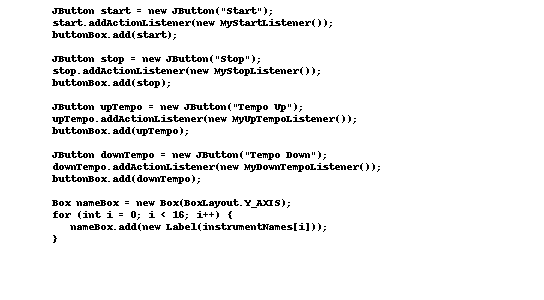 JButton start = new JButton("Start");
start.addActionListener(new MyStartListener());
buttonBox.add(start);
JButton stop = new JButton("Stop");
stop.addActionListener(new MyStopListener());
buttonBox.add(stop);
JButton upTempo = new JButton("Tempo Up");
upTempo.addActionListener(new MyUpTempoListener());
buttonBox.add(upTempo);
JButton downTempo = new JButton("Tempo Down");
downTempo.addActionListener(new MyDownTempoListener());
buttonBox.add(downTempo);
Box nameBox = new Box(BoxLayout.Y_AXIS);
for (int i = 0; i < 16; i++) {
nameBox.add(new Label(instrumentNames[i]));
}